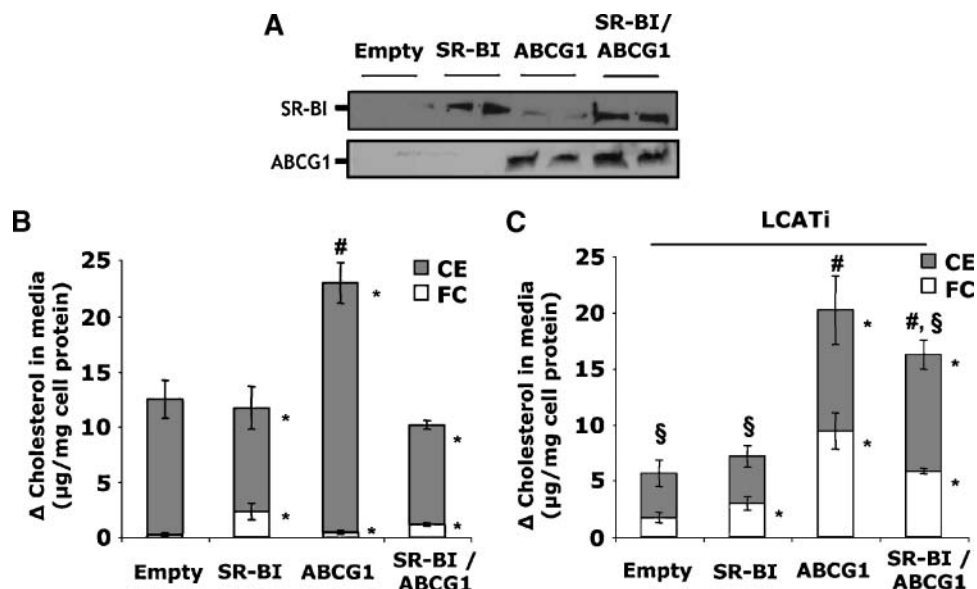 A
Empty SR-BI ABCG1 SR-BI/
ABCG1
SR-BI
ABCG1
B
25
20
15
10
5
0
Δ Cholesterol in media
(µg/mg cell protein)
CE
FC
#
*
*
*
*
*
*
Empty SR-BI ABCG1 SR-BI /
ABCG1
C
LCATi
25
20
15
10
5
0
Δ Cholesterol in media
(µg/mg cell protein)
CE
FC
§
§
#
#, §
*
*
*
*
*
Empty SR-BI ABCG1 SR-BI /
ABCG1